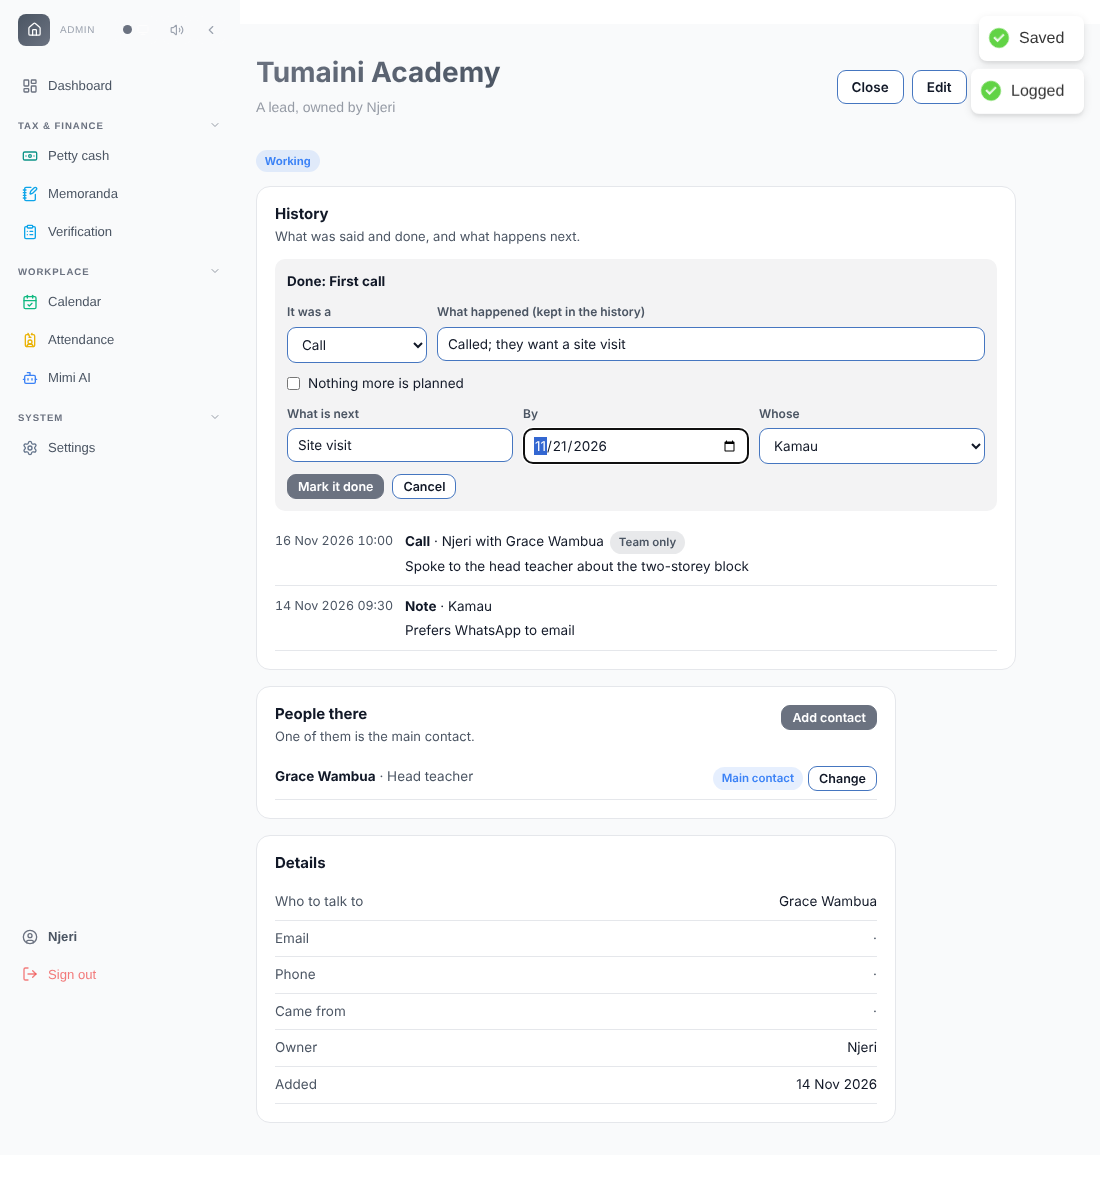 ADMIN
Dashboard
TAX & FINANCE
Petty cash
Memoranda
Verification
WORKPLACE
Calendar
Attendance
Mimi AI
SYSTEM
Settings
Njeri
Sign out
Tumaini Academy
A lead, owned by Njeri
Close
Edit
Saved
Logged
Working
History
What was said and done, and what happens next.
Done: First call
It was a
What happened (kept in the history)
Call
Called; they want a site visit
Nothing more is planned
What is next
By
Whose
Site visit
11/21/2026
Kamau
Mark it done
Cancel
16 Nov 2026 10:00 Call · Njeri with Grace Wambua Team only
Spoke to the head teacher about the two-storey block
14 Nov 2026 09:30 Note · Kamau
Prefers WhatsApp to email
People there
Add contact
One of them is the main contact.
Grace Wambua · Head teacher
Main contact
Change
Details
Who to talk to Grace Wambua
Email ·
Phone ·
Came from ·
Owner Njeri
Added 14 Nov 2026